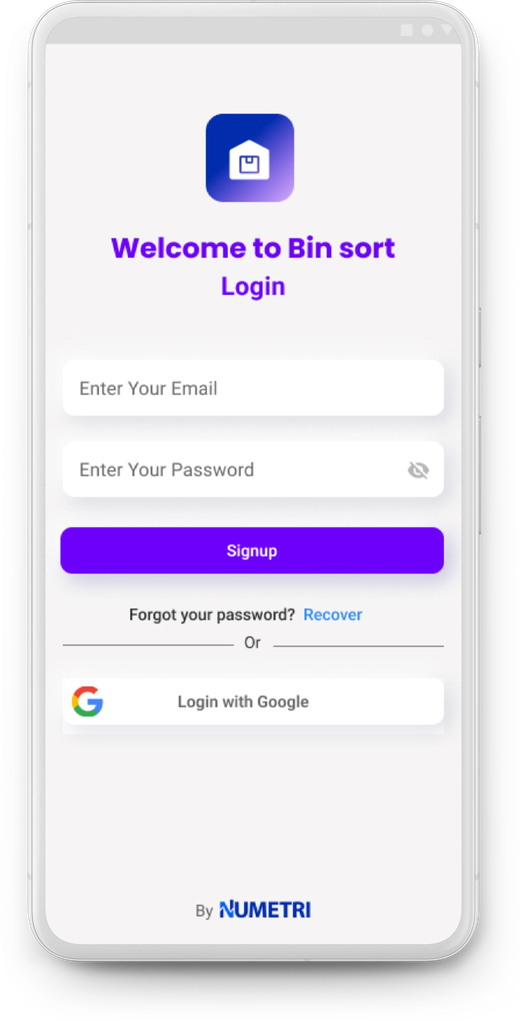 Welcome to Bin sort
Login
Enter Your Email
Enter Your Password
Signup
Forgot your password? Recover
Or
Login with Google
By NUMETRI